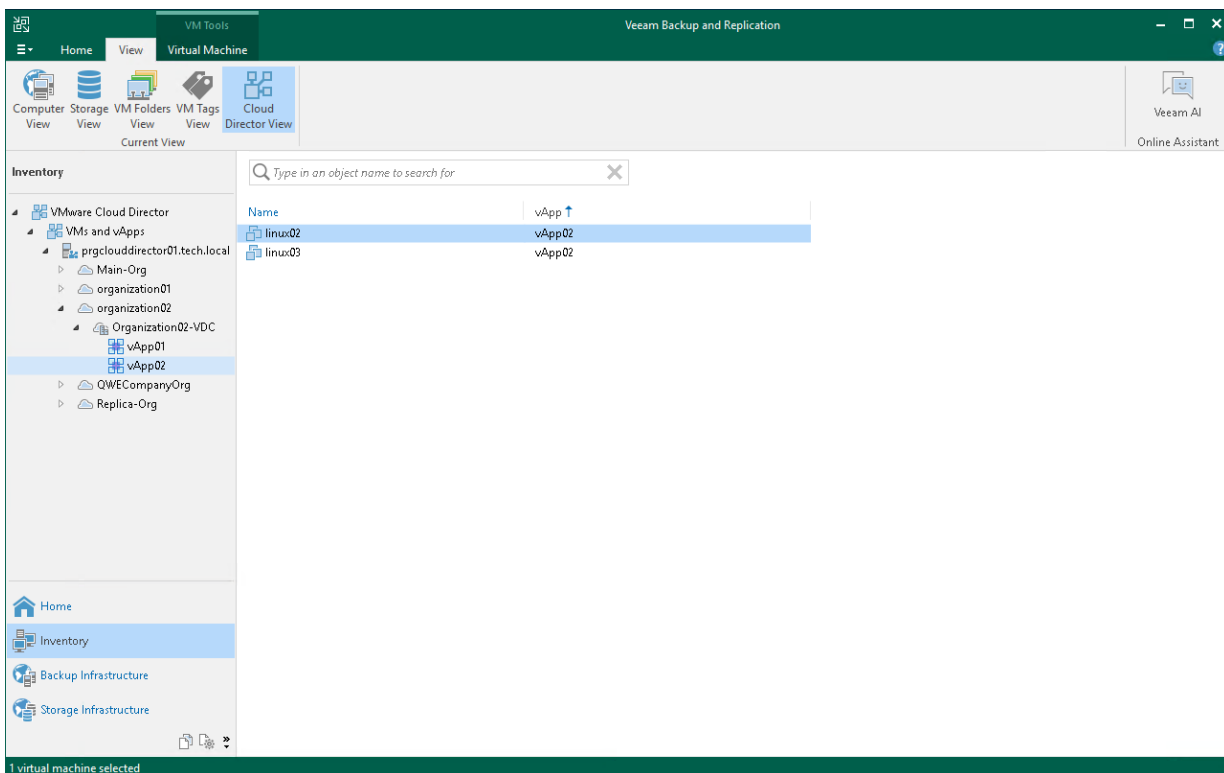 VM Tools
Veeam Backup and Replication
Home View Virtual Machine
Computer View
Storage View
VM Folders View
VM Tags View
Cloud Director View
Veeam AI
Current View
Online Assistant
Inventory
Type in an object name to search for
VMware Cloud Director
VMs and vApps
prgclouddirector01.tech.local
Main-Org
organization01
organization02
Organization02-VDC
vApp01
vApp02
QWECompanyOrg
Replica-Org
Name vApp
linux02 vApp02
linux03 vApp02
Home
Inventory
Backup Infrastructure
Storage Infrastructure
1 virtual machine selected